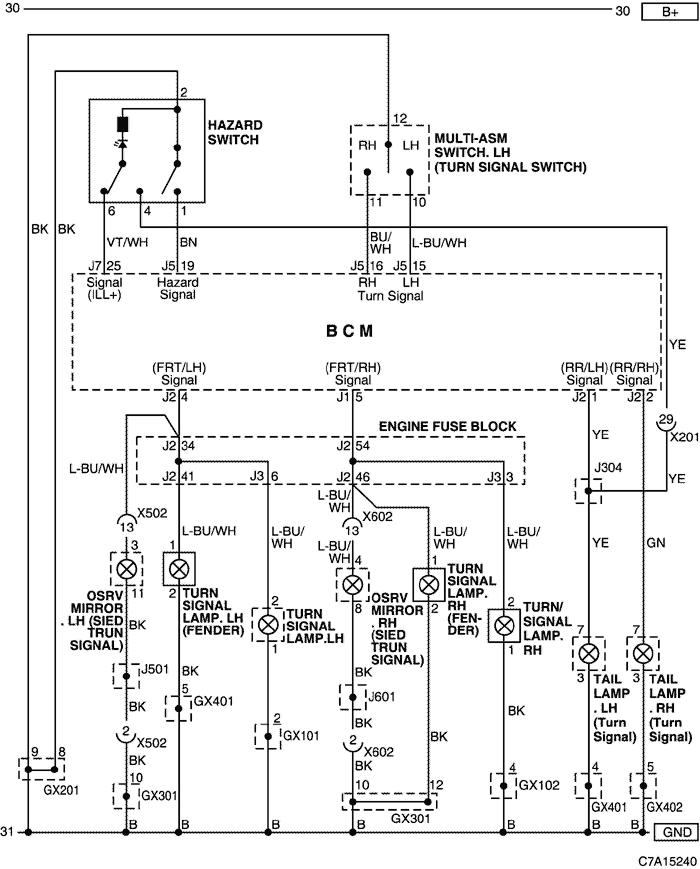 30 30 B+
2
HAZARD
SWITCH
12
RH LH
MULTI-ASM
SWITCH. LH
(TURN SIGNAL SWITCH)
6 4 1 11 10
BK BK VT/WH BN BU/
WH L-BU/WH
J7 25 J5 19 J5 16 J5 15
Signal
(ILL+)
Hazard
Signal
RH LH
Turn Signal
BCM
YE
(FRT/LH)
Signal
(FRT/RH)
Signal
(RR/LH) (RR/RH)
Signal Signal
J2 4 J1 5 J2 1 J2 2
29
X201
ENGINE FUSE BLOCK
YE
J2 34 J2 54
L-BU/WH
J304
YE
J2 41 J3 6 J2 46 J3 3
X502
13
L-BU/WH
L-BU/
WH
L-BU/
WH
X602
13
L-BU/
WH
L-BU/
WH
L-BU/
WH
YE GN
3 1 4 1
11 2 8 2
OSRV
MIRROR
. LH (SIED
TRUN
SIGNAL)
TURN
SIGNAL
LAMP. LH
(FENDER)
2
TURN
SIGNAL
LAMP.LH
1
OSRV
MIRROR
. RH
(SIED
TRUN
SIGNAL)
TURN
SIGNAL
LAMP.
RH
(FEN-
DER)
2
TURN/
SIGNAL
LAMP.
RH
1
7 7
3 3
TAIL
LAMP
. LH
(Turn
Signal)
TAIL
LAMP
. RH
(Turn
Signal)
BK
J501
BK
BK
5
GX401
BK
2
GX101
BK
J601
BK
BK
BK
2
X502
2
X602
BK
BK
9 8
GX201
10
GX301
10 12
GX301
4
GX102
4
GX401
5
GX402
31 B B B B B B B GND
C7A15240